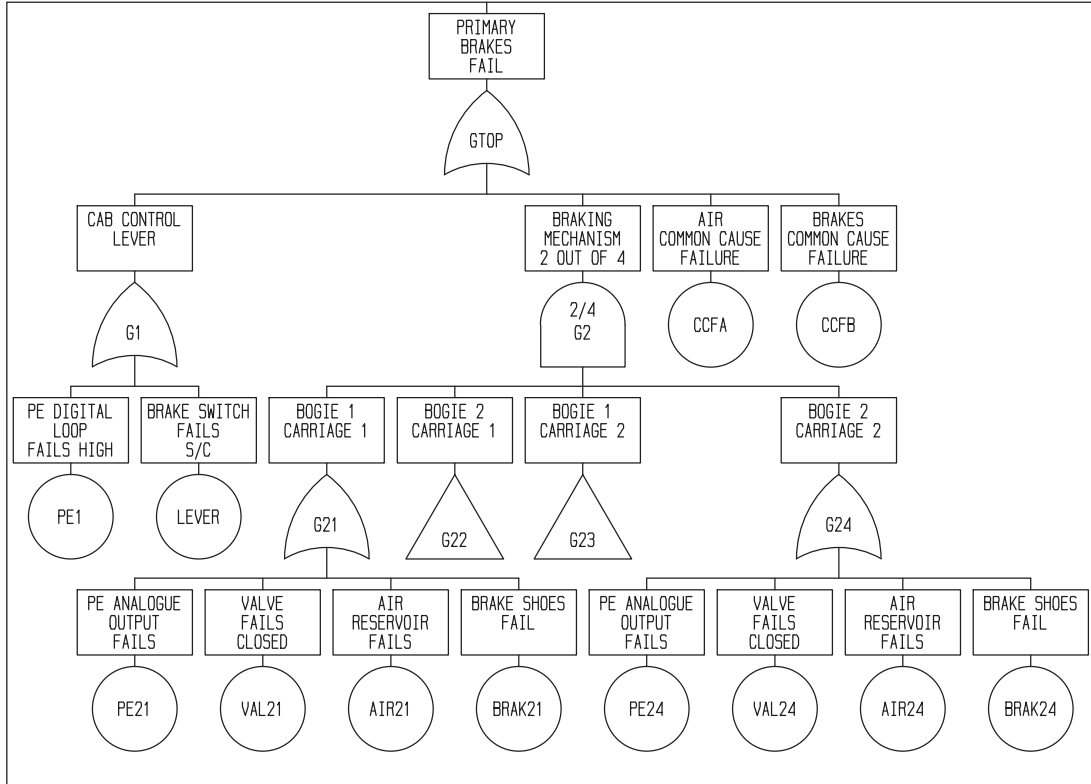 PRIMARY
BRAKES
FAIL
GTOP
CAB CONTROL
LEVER
BRAKING
MECHANISM
2 OUT OF 4
AIR
COMMON CAUSE
FAILURE
BRAKES
COMMON CAUSE
FAILURE
G1
2/4
G2
CCFA
CCFB
PE DIGITAL
LOOP
FAILS HIGH
BRAKE SWITCH
FAILS
S/C
BOGIE 1
CARRIAGE 1
BOGIE 2
CARRIAGE 1
BOGIE 1
CARRIAGE 2
BOGIE 2
CARRIAGE 2
PE1
LEVER
G21
G22
G23
G24
PE ANALOGUE
OUTPUT
FAILS
VALVE
FAILS
CLOSED
AIR
RESERVOIR
FAILS
BRAKE SHOES
FAIL
PE ANALOGUE
OUTPUT
FAILS
VALVE
FAILS
CLOSED
AIR
RESERVOIR
FAILS
BRAKE SHOES
FAIL
PE21
VAL21
AIR21
BRAK21
PE24
VAL24
AIR24
BRAK24